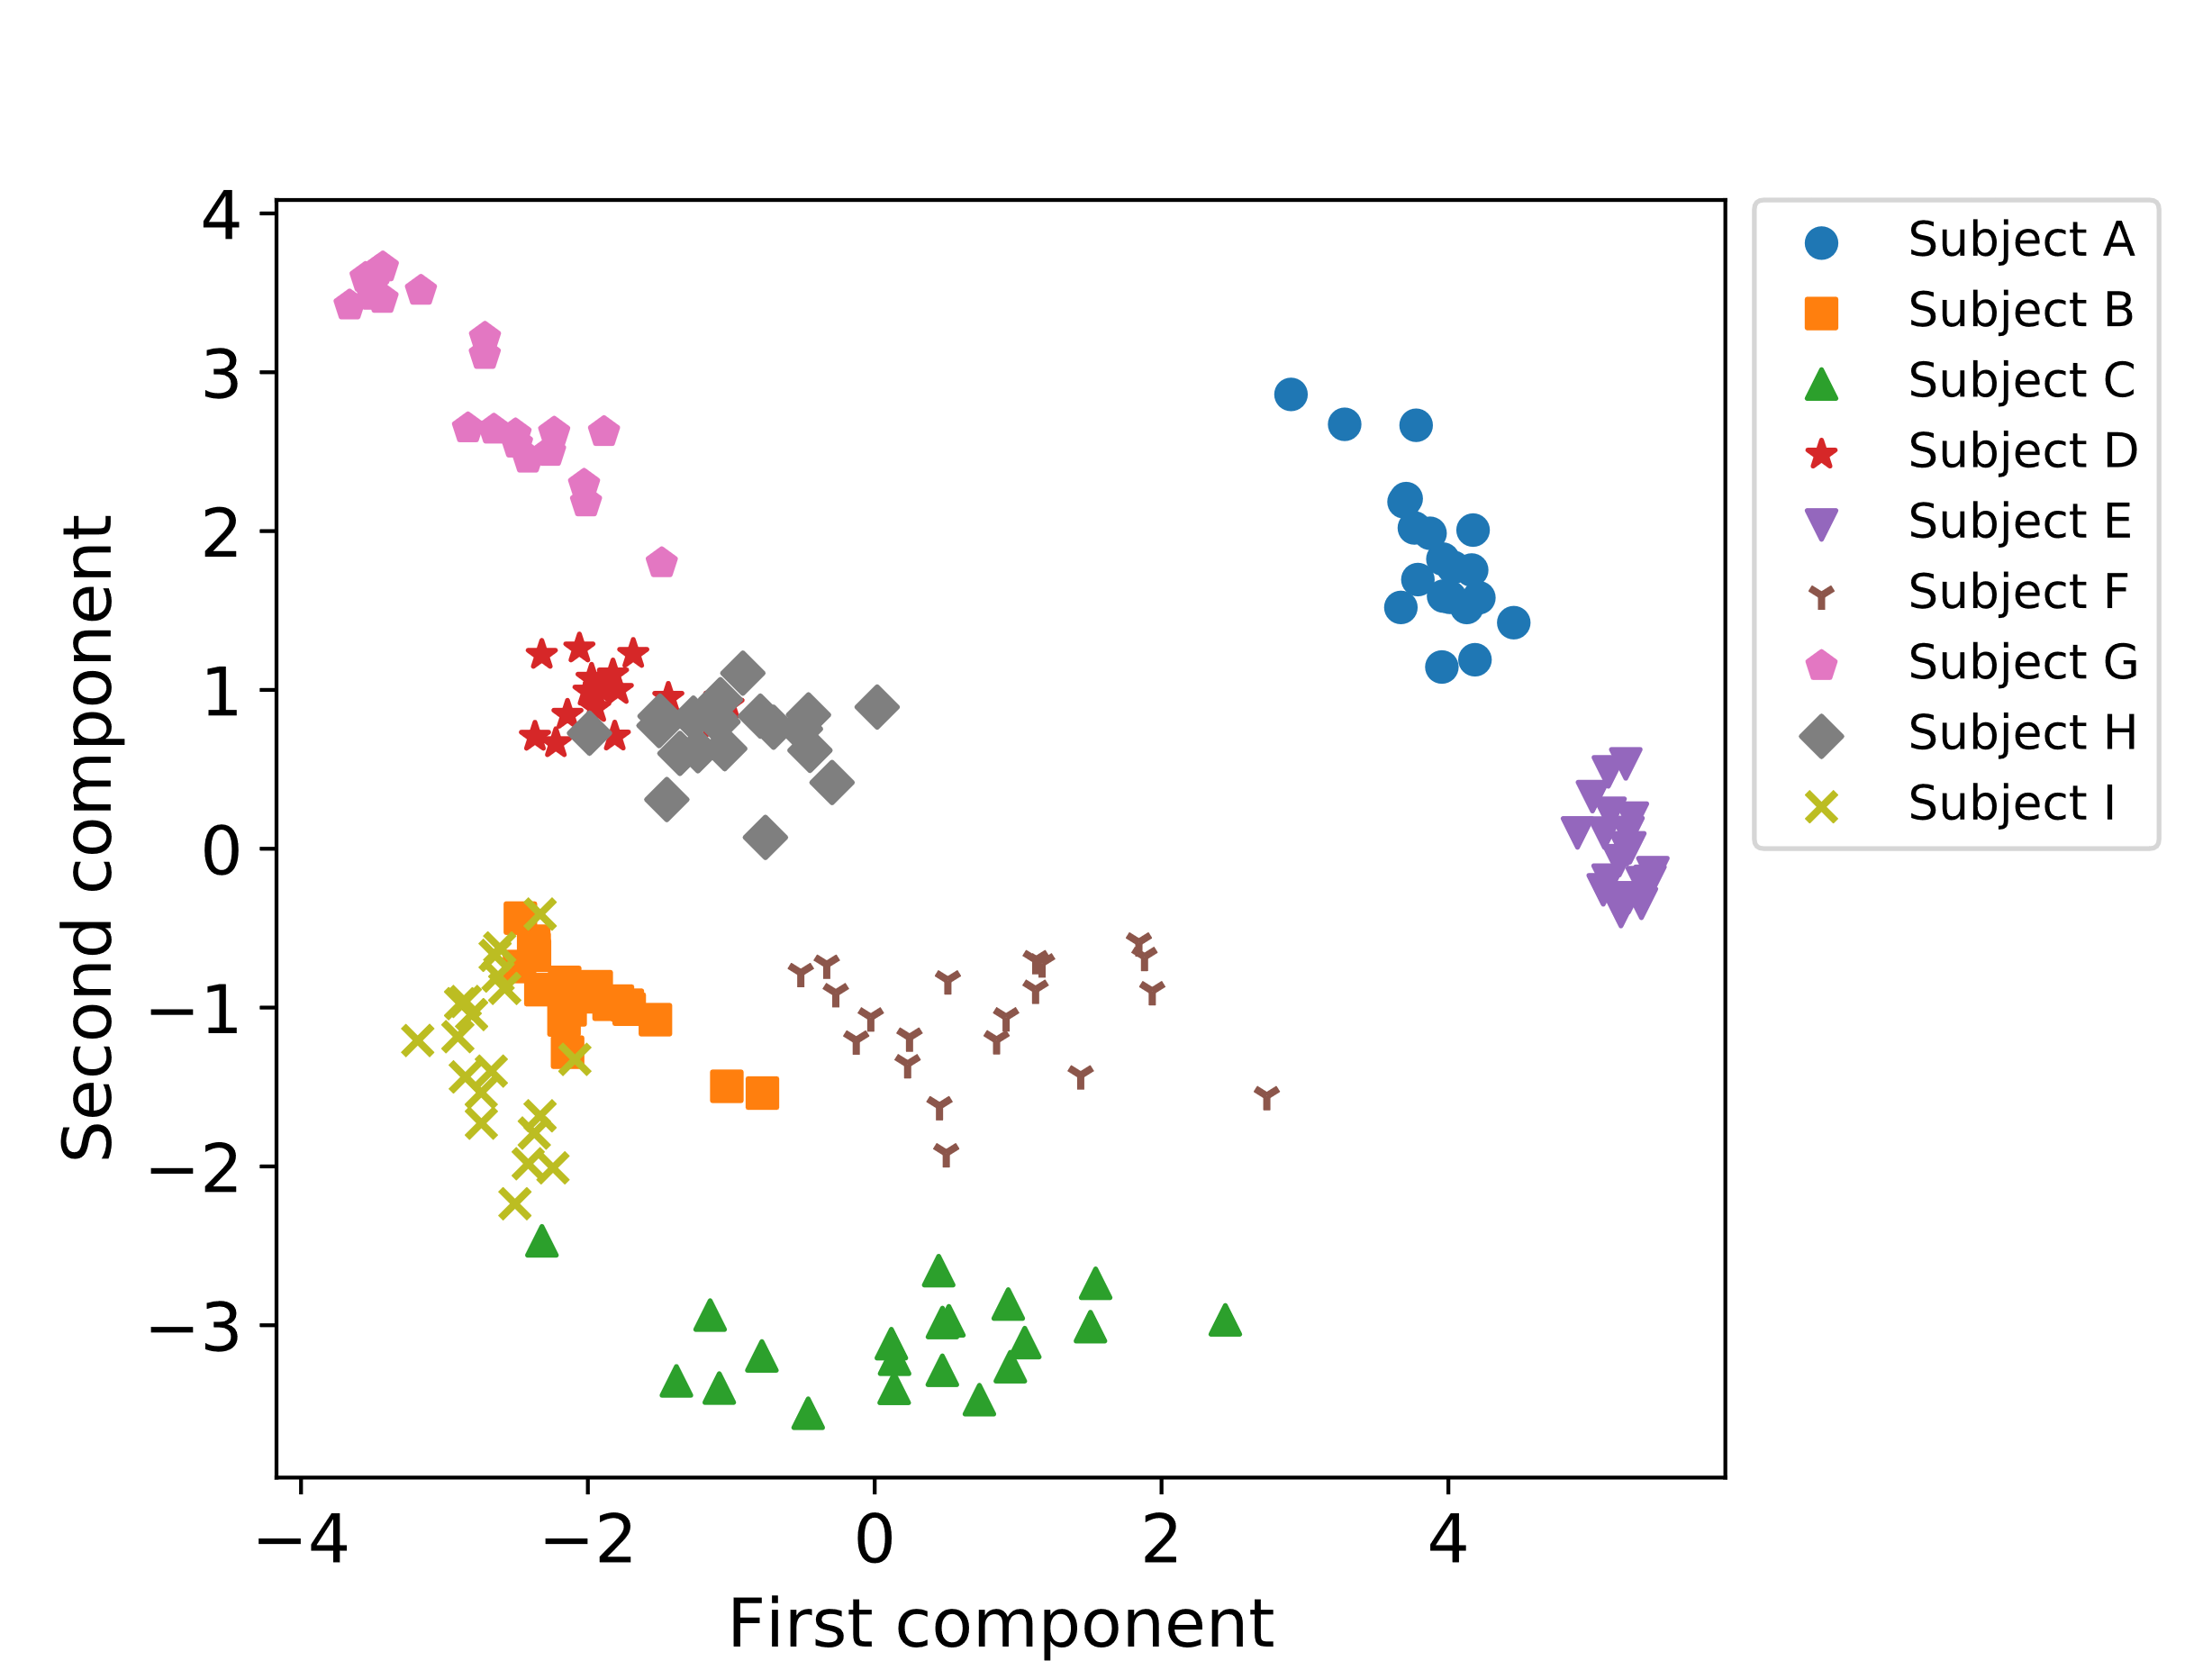 4
3
2
1
0
−1
−2
−3
Second component
−4 −2 0 2 4
First component
Subject A
Subject B
Subject C
Subject D
Subject E
Subject F
Subject G
Subject H
Subject I